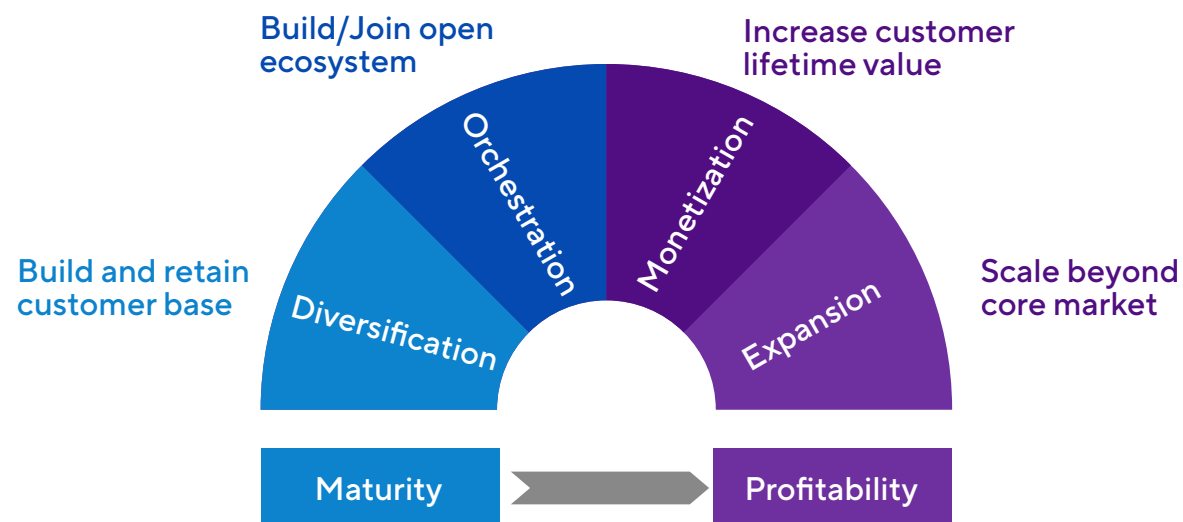 Build/Join open
ecosystem
Increase customer
lifetime value
Orchestration
Monetization
Build and retain
customer base
Diversification
Expansion
Scale beyond
core market
Maturity
Profitability